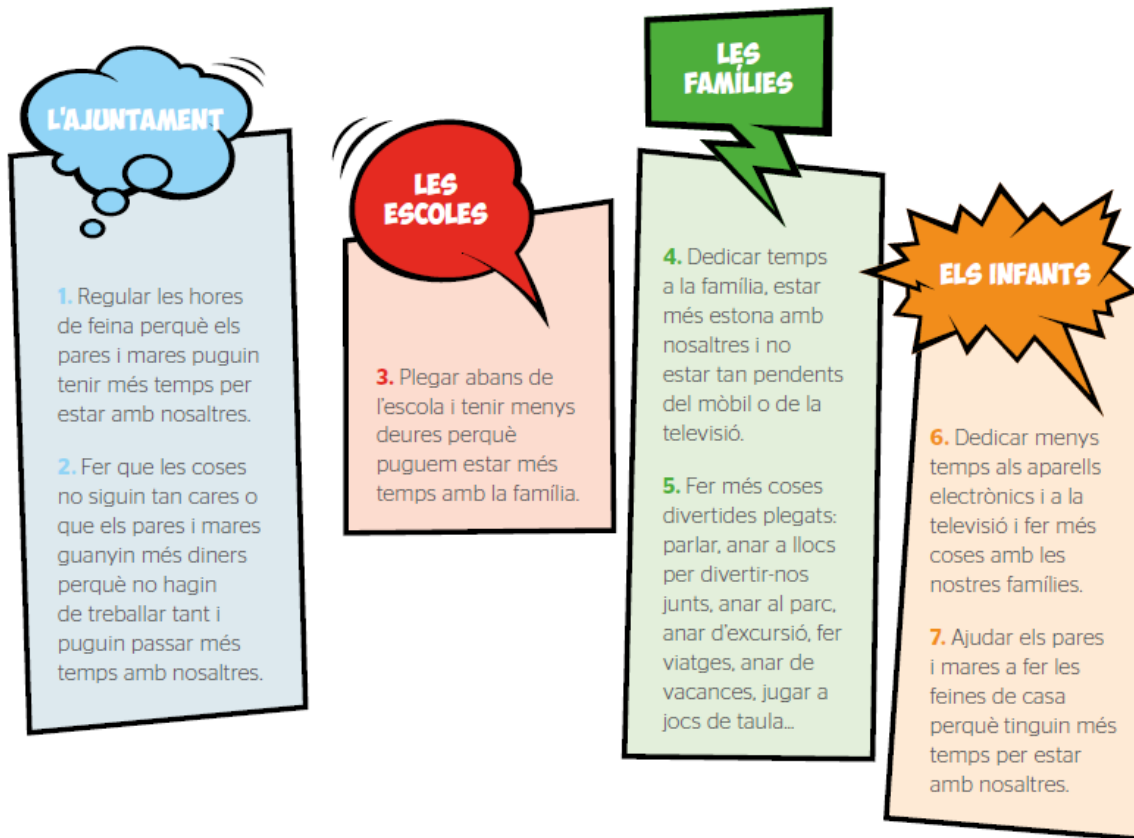 L'AJUNTAMENT
1. Regular les hores
de feina perquè els
pares i mares puguin
tenir més temps per
estar amb nosaltres.
2. Fer que les coses
no siguin tan cares o
que els pares i mares
guanyin més diners
perquè no hagin
de treballar tant i
puguin passar més
temps amb nosaltres.
LES
ESCOLES
3. Plegar abans de
l'escola i tenir menys
deures perquè
puguem estar més
temps amb la família.
LES
FAMÍLIES
4. Dedicar temps
a la família, estar
més estona amb
nosaltres i no
estar tan pendents
del mòbil o de la
televisió.
5. Fer més coses
divertides plegats:
parlar, anar a llocs
per divertir-nos
junts, anar al parc,
anar d'excursió, fer
viatges, anar de
vacances, jugar a
jocs de taula...
ELS INFANTS
6. Dedicar menys
temps als aparells
electrònics i a la
televisió i fer més
coses amb les
nostres famílies.
7. Ajudar els pares
i mares a fer les
feines de casa
perquè tinguin més
temps per estar
amb nosaltres.